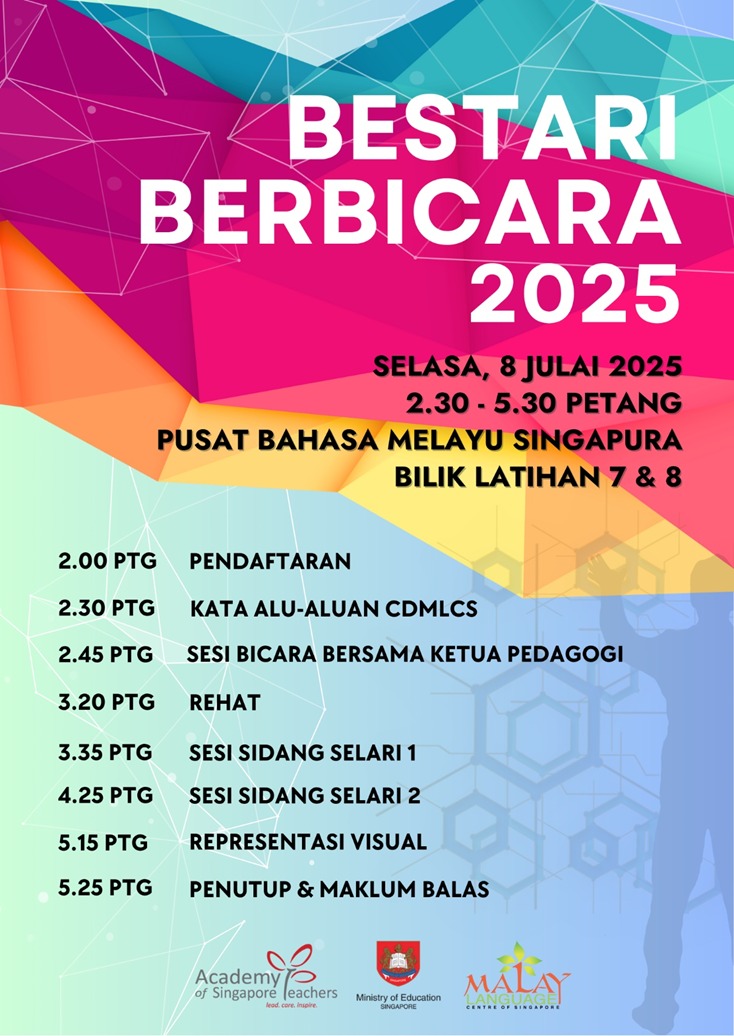 BESTARI
BERBICARA
2025
SELASA, 8 JULAI 2025
2.30 - 5.30 PETANG
PUSAT BAHASA MELAYU SINGAPURA
BILIK LATIHAN 7 & 8
2.00 PTG PENDAFTARAN
2.30 PTG KATA ALU-ALUAN CDMLCS
2.45 PTG SESI BICARA BERSAMA KETUA PEDAGOGI
3.20 PTG REHAT
3.35 PTG SESI SIDANG SELARI 1
4.25 PTG SESI SIDANG SELARI 2
5.15 PTG REPRESENTASI VISUAL
5.25 PTG PENUTUP & MAKLUM BALAS
Academy
of Singapore Teachers
lead. care. inspire.
Ministry of Education
SINGAPORE
MALAY
LANGUAGE
CENTRE OF SINGAPORE